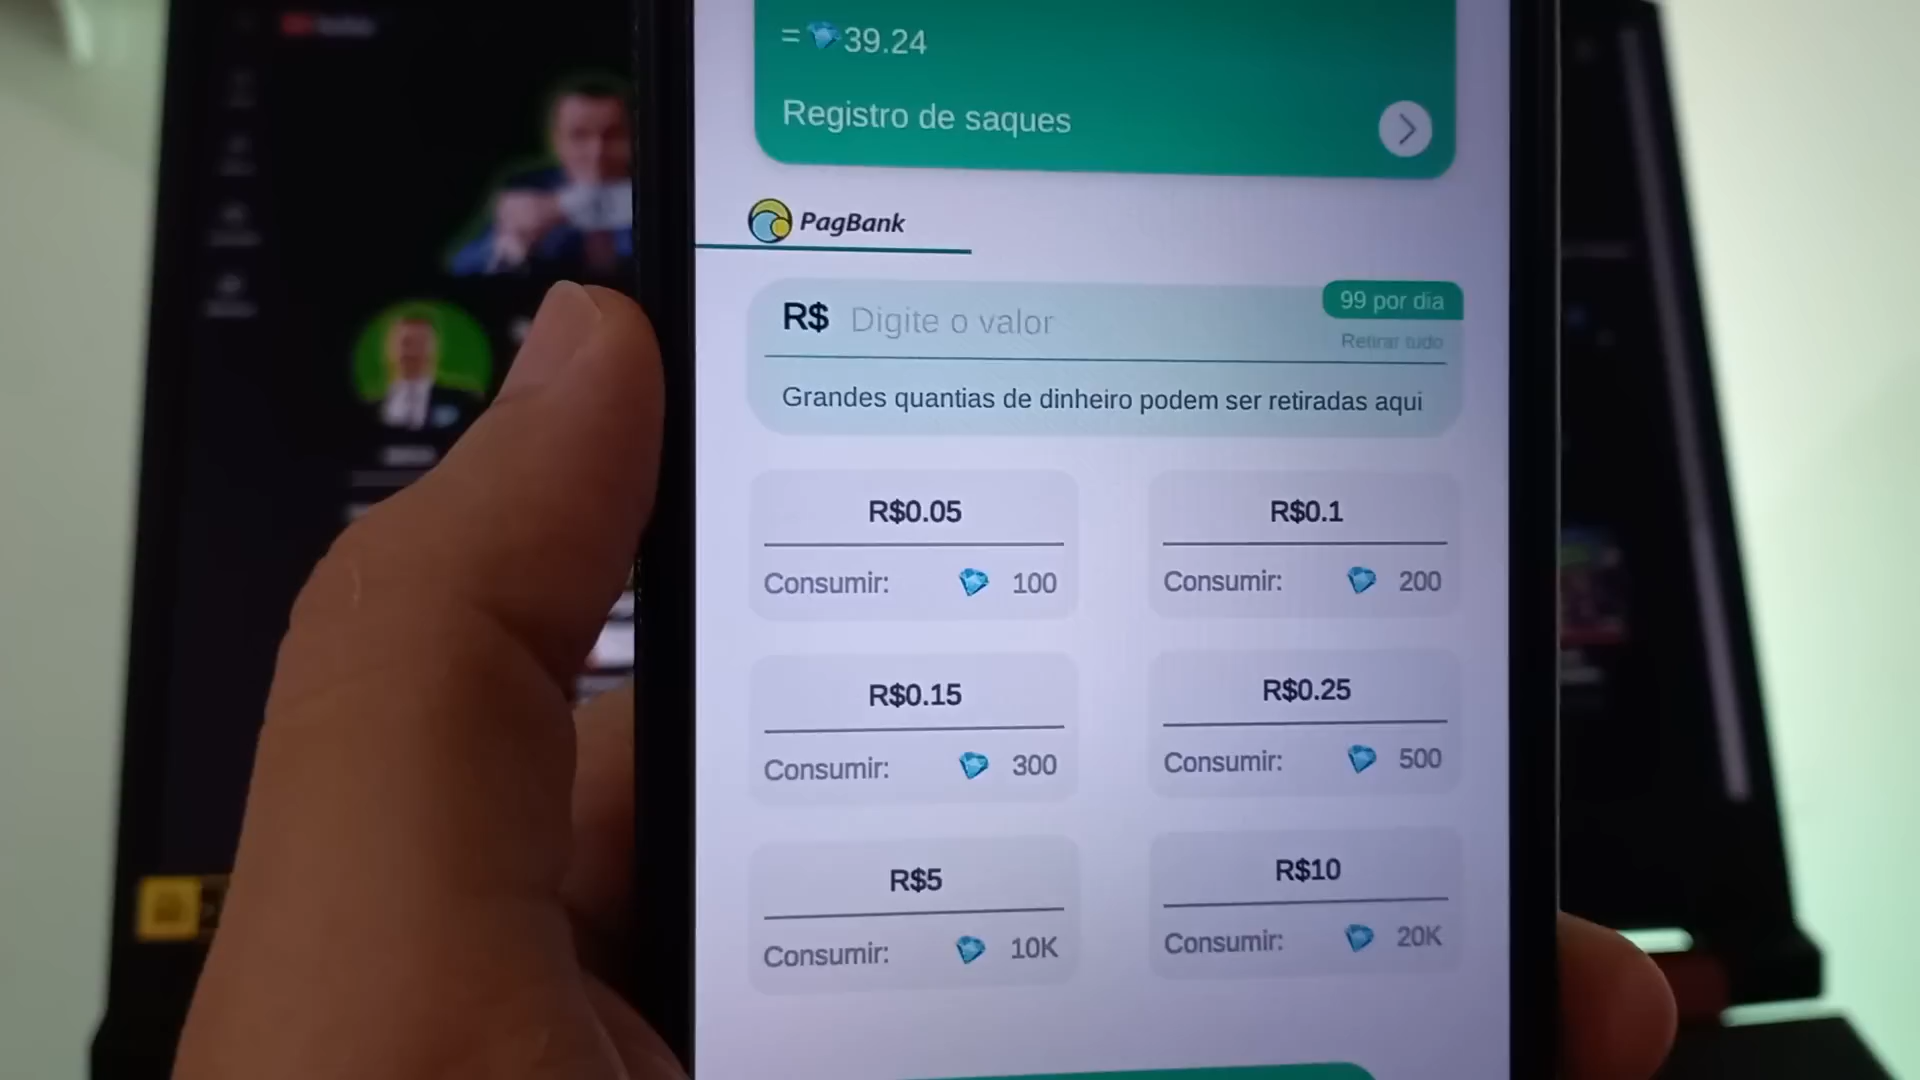 = 39.24
Registro de saques
PagBank
99 por dia
R$ Digite o valor
Retirar tudo
Grandes quantias de dinheiro podem ser retiradas aqui
R$0.05
Consumir: 100
R$0.1
Consumir: 200
R$0.15
Consumir: 300
R$0.25
Consumir: 500
R$5
Consumir: 10K
R$10
Consumir: 20K